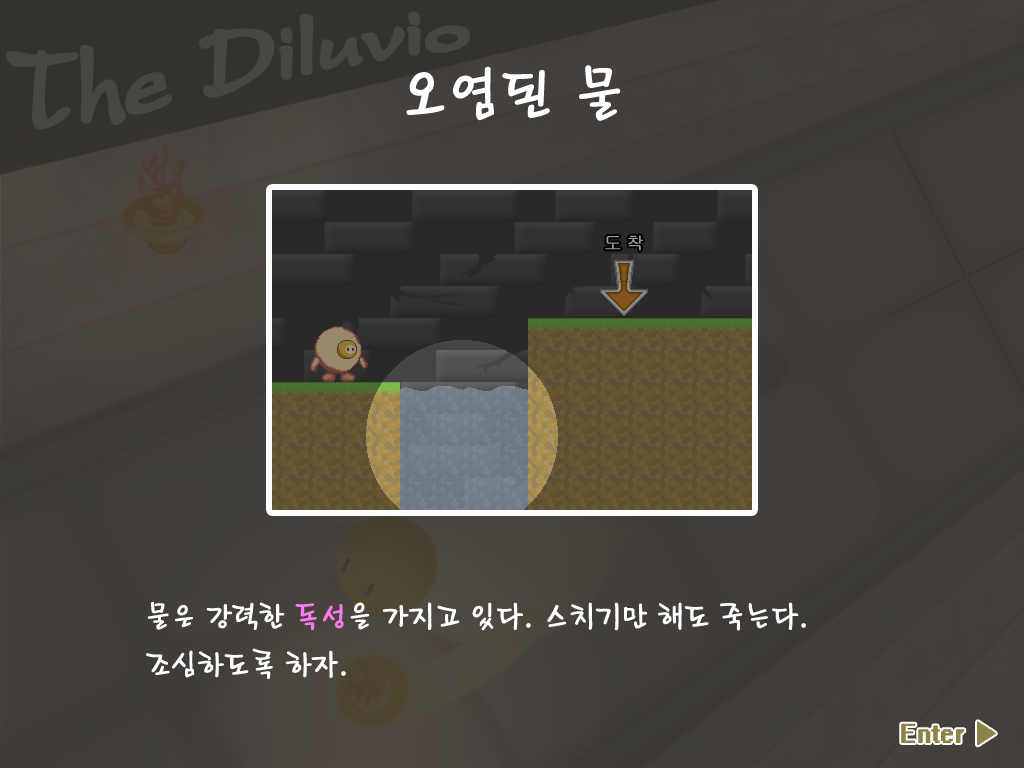 The Diluvio
오염된 물
도착
물은 강력한 독성을 가지고 있다. 스치기만 해도 죽는다.
조심하도록 하자.
Enter